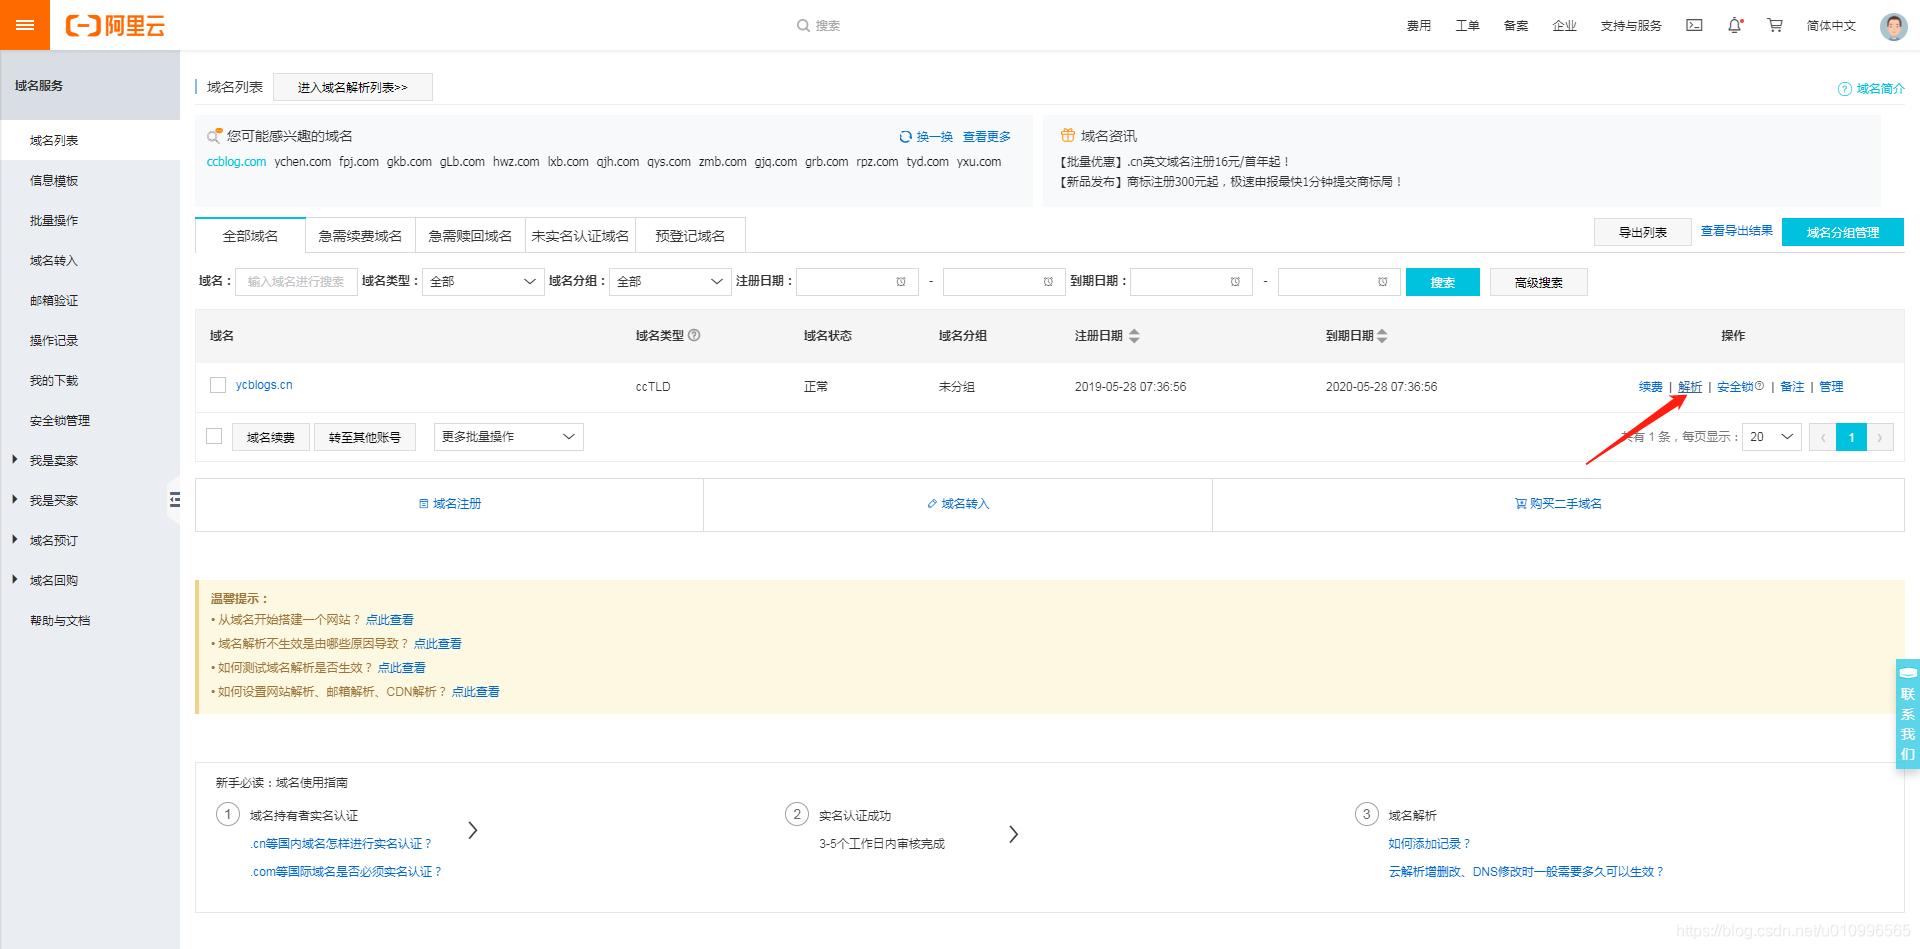 阿里云
搜索
费用 工单 备案 企业 支持与服务 简体中文
域名服务
域名列表
信息模板
批量操作
域名转入
邮箱验证
操作记录
我的下载
安全锁管理
我是卖家
我是买家
域名预订
域名回购
帮助与文档
域名列表 进入域名解析列表>> 域名简介
您可能感兴趣的域名 换一换 查看更多
ccblog.com ychen.com fpj.com gkb.com gLb.com hwz.com lxb.com qjh.com qys.com zmb.com gjq.com grb.com rpz.com tyd.com yxu.com
域名资讯
【批量优惠】.cn英文域名注册16元/首年起！
【新品发布】商标注册300元起，极速申报最快1分钟提交商标局！
全部域名 急需续费域名 急需赎回域名 未实名认证域名 预登记域名 导出列表 查看导出结果 域名分组管理
域名： 输入域名进行搜索 域名类型： 全部 域名分组： 全部 注册日期： - 到期日期： - 搜索 高级搜索
域名 域名类型 域名状态 域名分组 注册日期 到期日期 操作
ycblogs.cn ccTLD 正常 未分组 2019-05-28 07:36:56 2020-05-28 07:36:56 续费 | 解析 | 安全锁 | 备注 | 管理
域名续费 转至其他账号 更多批量操作 共有 1 条，每页显示： 20 ‹ 1 ›
域名注册 域名转入 购买二手域名
温馨提示：
• 从域名开始搭建一个网站？ 点此查看
• 域名解析不生效是由哪些原因导致？ 点此查看
• 如何测试域名解析是否生效？ 点此查看
• 如何设置网站解析、邮箱解析、CDN解析？ 点此查看
联系我们
新手必读：域名使用指南
1 域名持有者实名认证
.cn等国内域名怎样进行实名认证？
.com等国际域名是否必须实名认证？
2 实名认证成功
3-5个工作日内审核完成
3 域名解析
如何添加记录？
云解析增删改、DNS修改时一般需要多久可以生效？
https://blog.csdn.net/u010996565